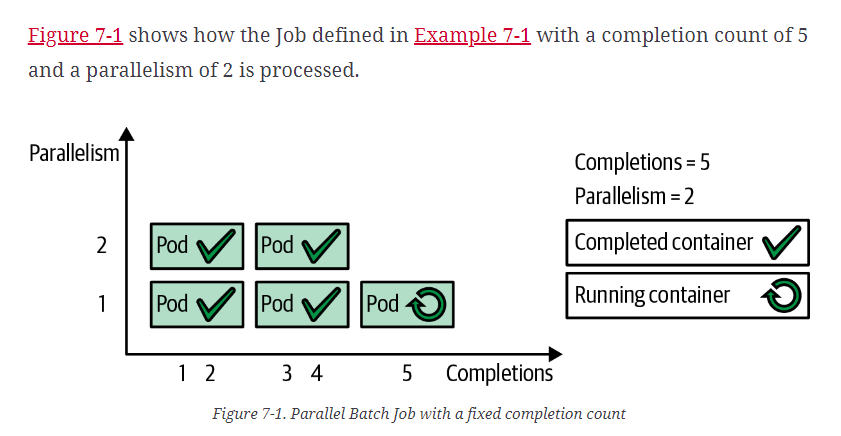 Figure 7-1 shows how the Job defined in Example 7-1 with a completion count of 5
and a parallelism of 2 is processed.
Parallelism
Completions = 5
Parallelism = 2
Completed container
Running container
2
Pod
Pod
1
Pod
Pod
Pod
1 2
3 4
5
Completions
Figure 7-1. Parallel Batch Job with a fixed completion count